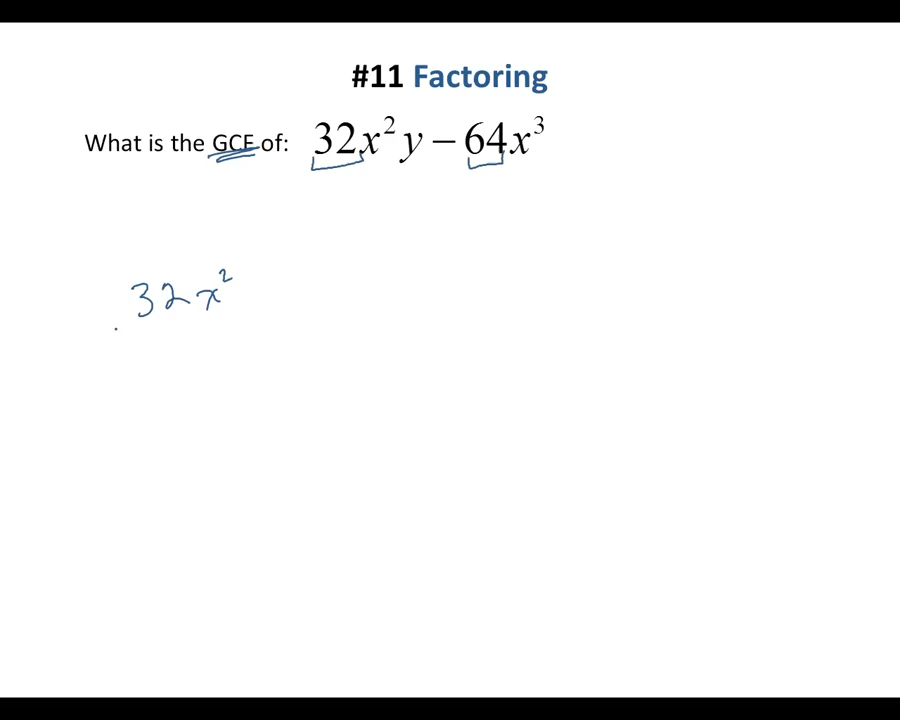 #11 Factoring
What is the GCF of: 32x²y − 64x³
32x²